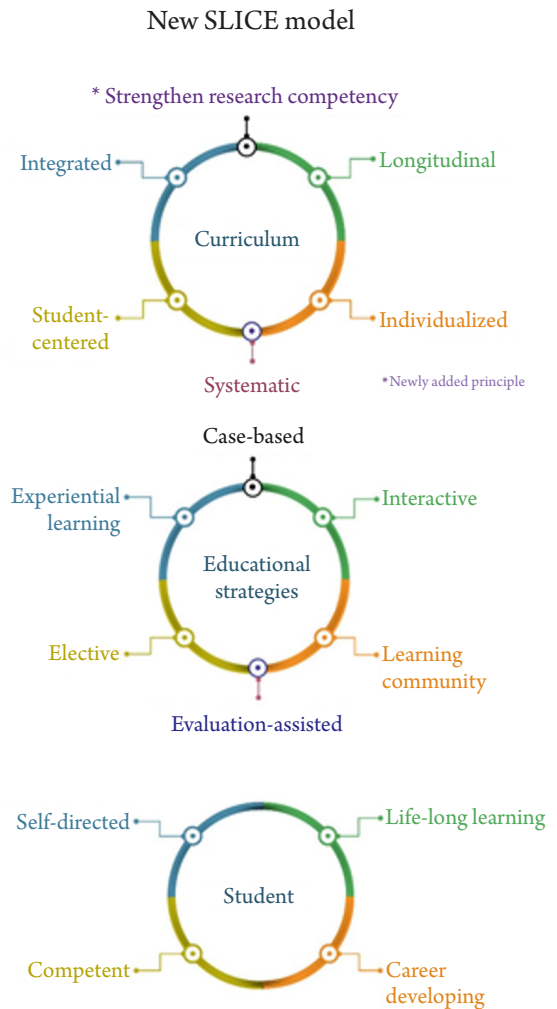 New SLICE model
* Strengthen research competency
Integrated
Longitudinal
Curriculum
Student-
centered
Individualized
Systematic
*Newly added principle
Case-based
Experiential
learning
Interactive
Educational
strategies
Elective
Learning
community
Evaluation-assisted
Self-directed
Life-long learning
Student
Competent
Career
developing